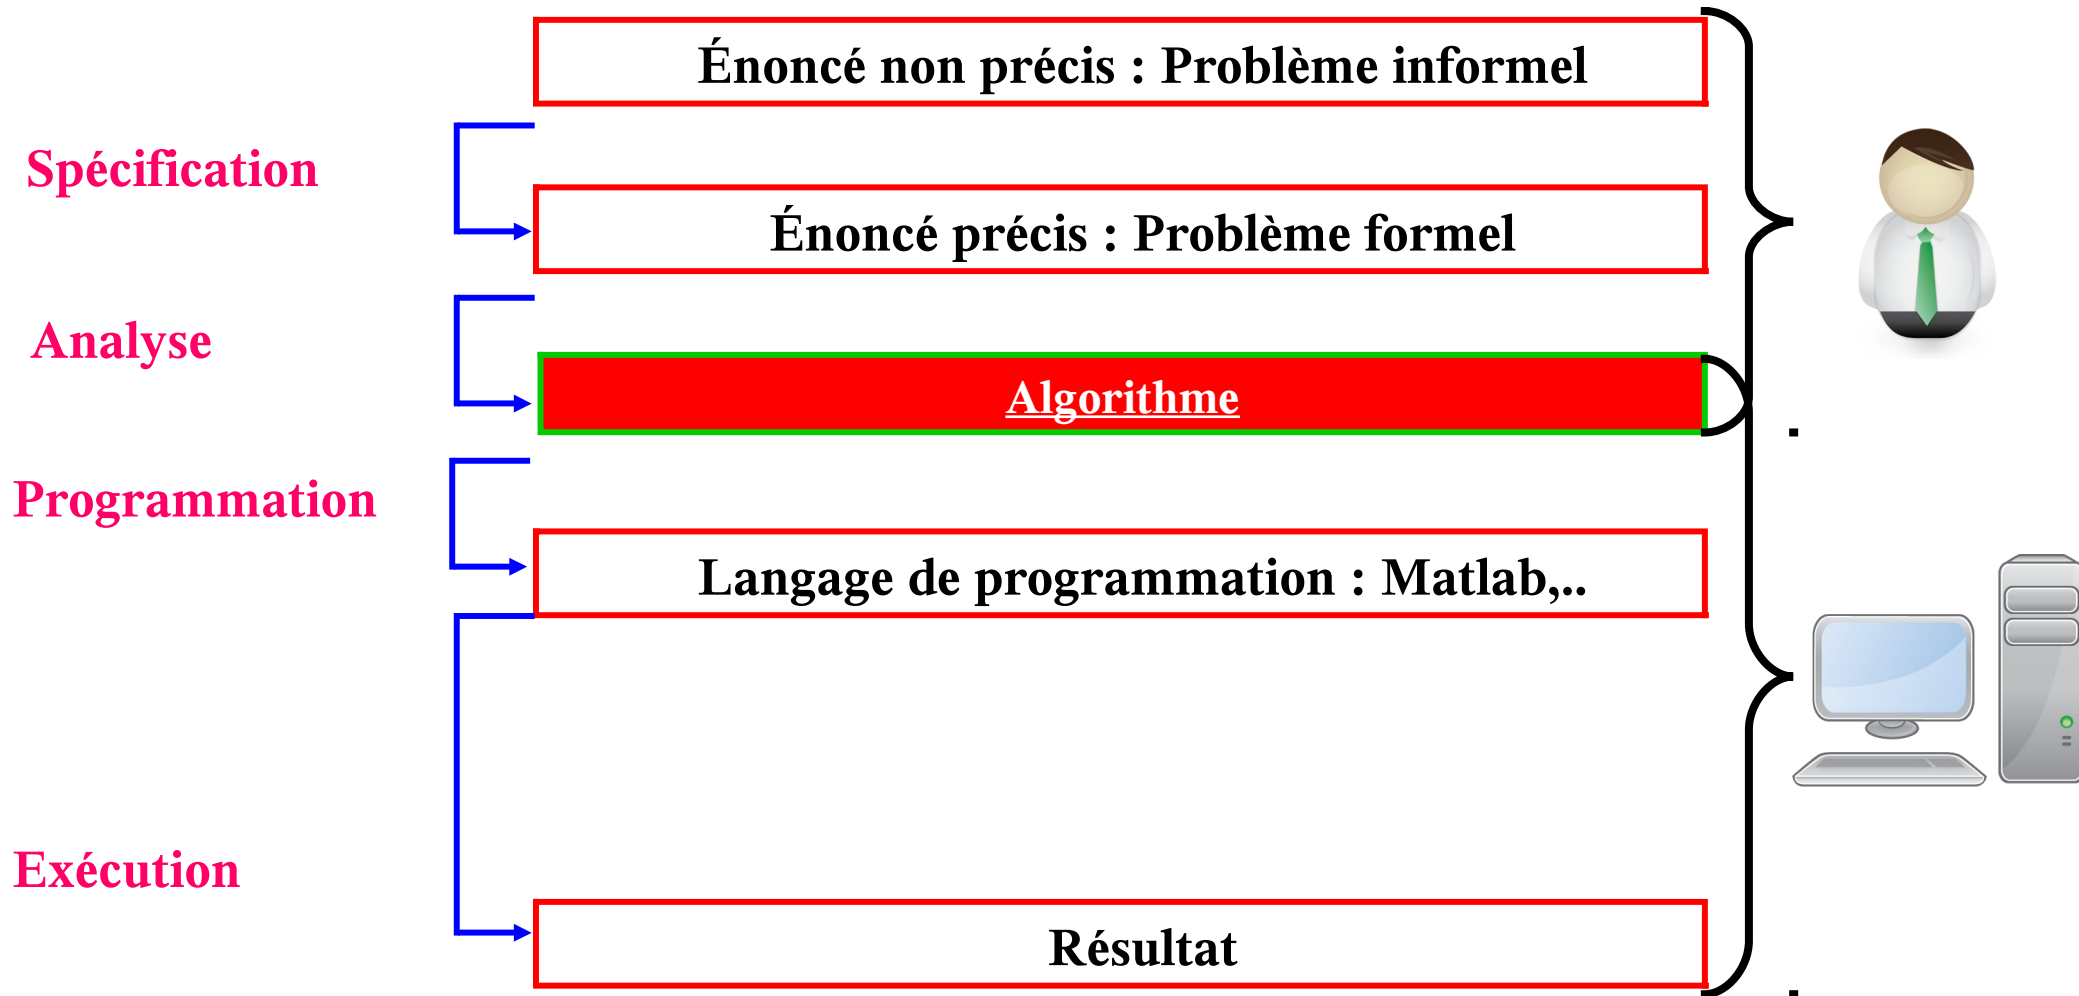 Énoncé non précis : Problème informel
Spécification
Énoncé précis : Problème formel
Analyse
Algorithme
.
Programmation
Langage de programmation : Matlab,..
Exécution
Résultat
.